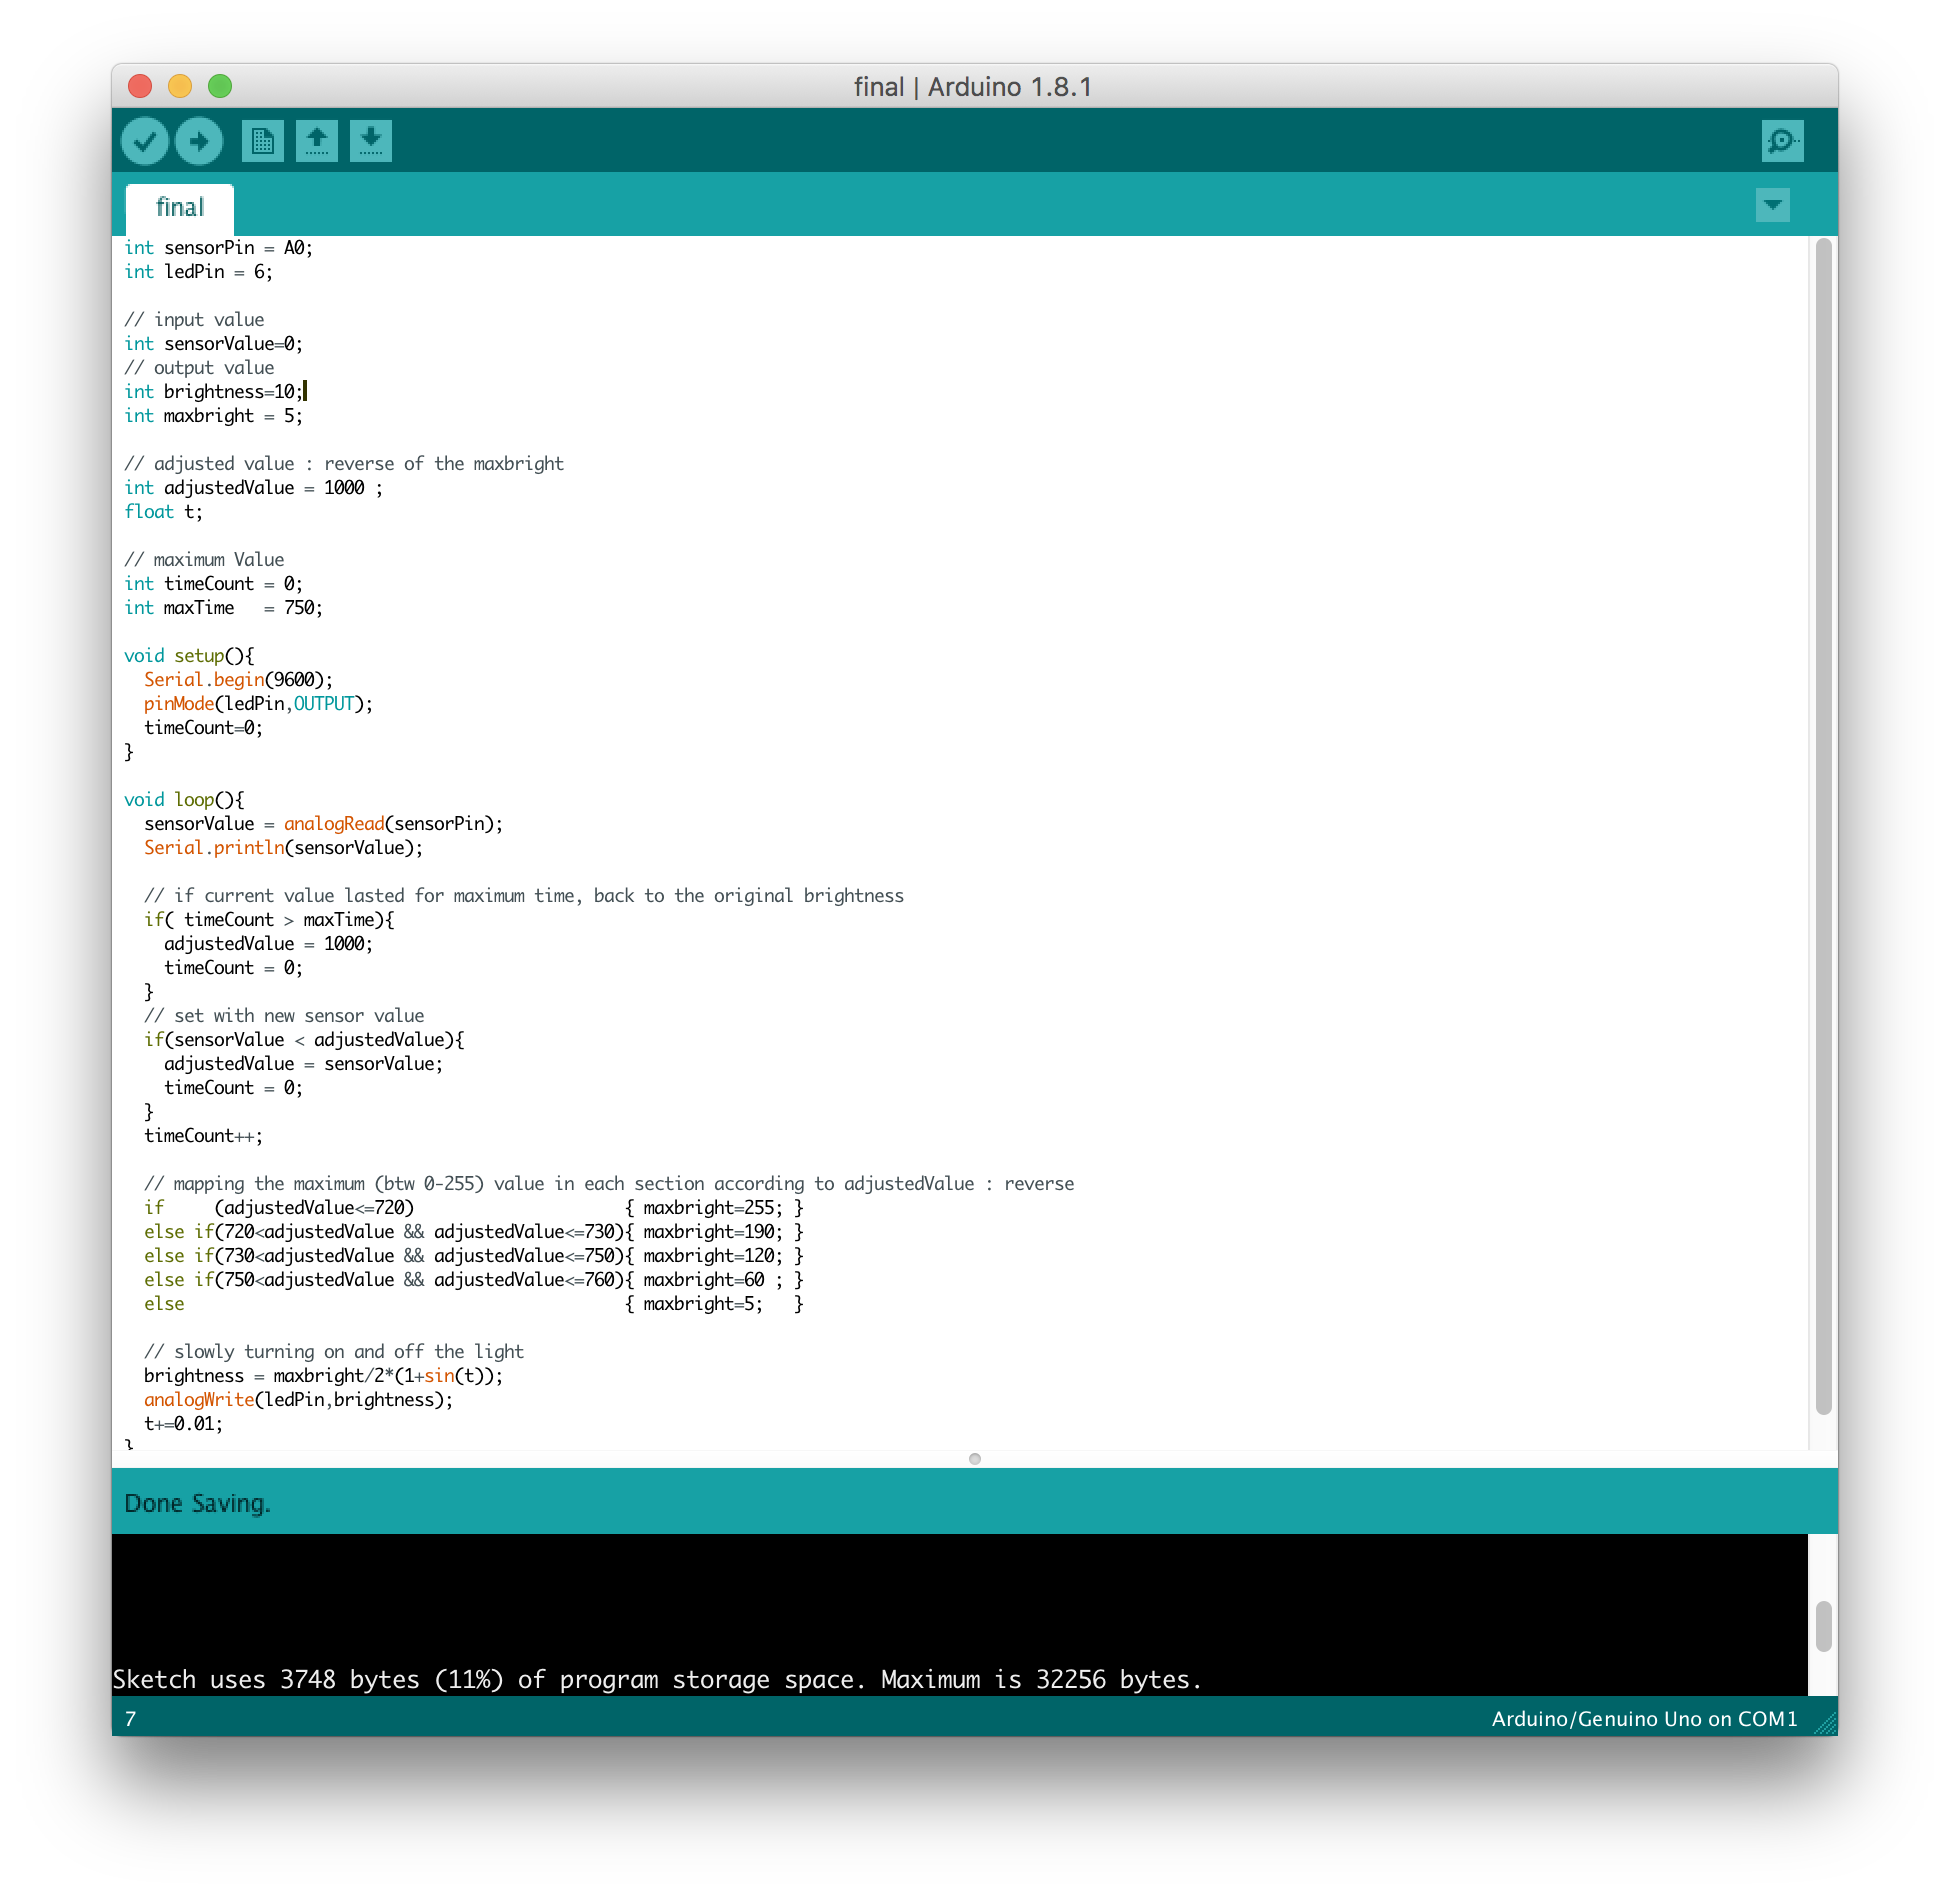 final | Arduino 1.8.1
final
int sensorPin = A0;
int ledPin = 6;

// input value
int sensorValue=0;
// output value
int brightness=10;
int maxbright = 5;

// adjusted value : reverse of the maxbright
int adjustedValue = 1000 ;
float t;

// maximum Value
int timeCount = 0;
int maxTime   = 750;

void setup(){
  Serial.begin(9600);
  pinMode(ledPin,OUTPUT);
  timeCount=0;
}

void loop(){
  sensorValue = analogRead(sensorPin);
  Serial.println(sensorValue);

  // if current value lasted for maximum time, back to the original brightness
  if( timeCount > maxTime){
    adjustedValue = 1000;
    timeCount = 0;
  }
  // set with new sensor value
  if(sensorValue < adjustedValue){
    adjustedValue = sensorValue;
    timeCount = 0;
  }
  timeCount++;

  // mapping the maximum (btw 0-255) value in each section according to adjustedValue : reverse
  if     (adjustedValue<=720)                     { maxbright=255; }
  else if(720<adjustedValue && adjustedValue<=730){ maxbright=190; }
  else if(730<adjustedValue && adjustedValue<=750){ maxbright=120; }
  else if(750<adjustedValue && adjustedValue<=760){ maxbright=60 ; }
  else                                            { maxbright=5;   }

  // slowly turning on and off the light
  brightness = maxbright/2*(1+sin(t));
  analogWrite(ledPin,brightness);
  t+=0.01;
}
Done Saving.
Sketch uses 3748 bytes (11%) of program storage space. Maximum is 32256 bytes.
7
Arduino/Genuino Uno on COM1